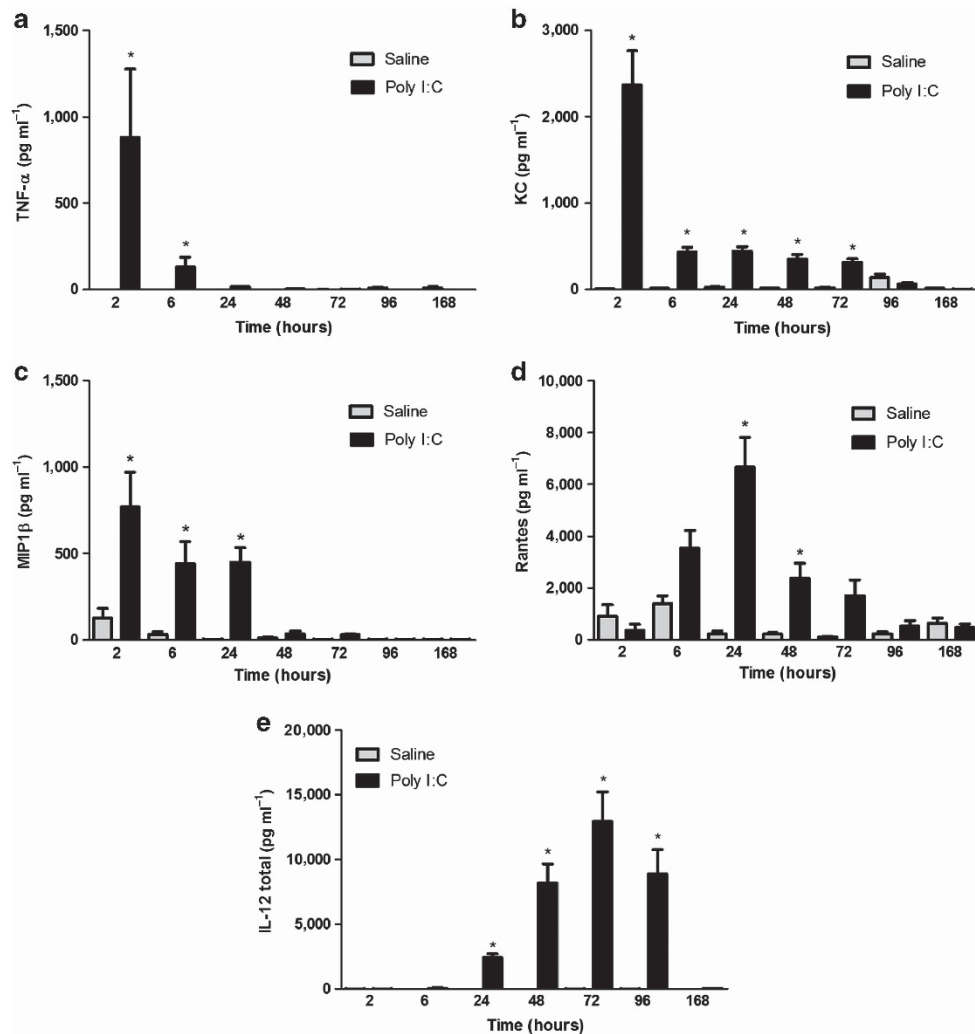 a
1,500
1,000
500
0
TNF-α (pg ml⁻¹)
*
*
Saline
Poly I:C
2 6 24 48 72 96 168
Time (hours)
b
3,000
2,000
1,000
0
KC (pg ml⁻¹)
*
* * * *
Saline
Poly I:C
2 6 24 48 72 96 168
Time (hours)
c
1,500
1,000
500
0
MIP1β (pg ml⁻¹)
*
* *
Saline
Poly I:C
2 6 24 48 72 96 168
Time (hours)
d
10,000
8,000
6,000
4,000
2,000
0
Rantes (pg ml⁻¹)
*
*
Saline
Poly I:C
2 6 24 48 72 96 168
Time (hours)
e
20,000
15,000
10,000
5,000
0
IL-12 total (pg ml⁻¹)
Saline
Poly I:C
* * * *
2 6 24 48 72 96 168
Time (hours)